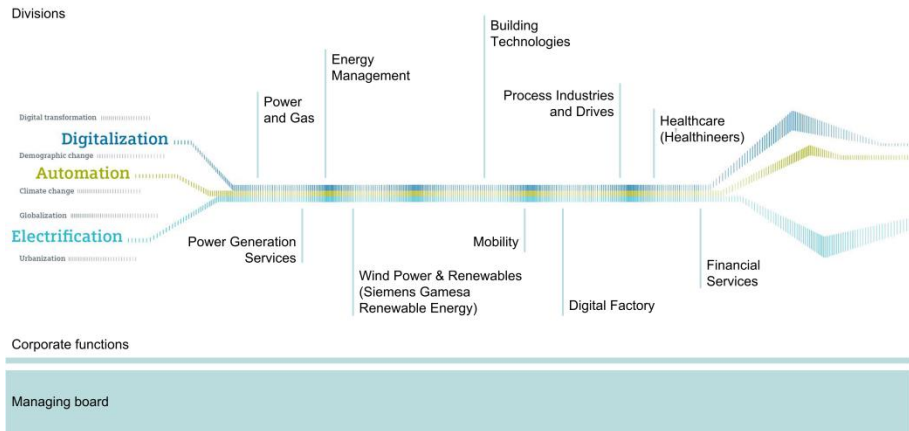 Divisions
Building
Technologies
Energy
Management
Process Industries
and Drives
Power
and Gas
Healthcare
(Healthineers)
Digital transformation
Digitalization
Demographic change
Automation
Climate change
Globalization
Electrification
Urbanization
Power Generation
Services
Mobility
Wind Power & Renewables
(Siemens Gamesa
Renewable Energy)
Digital Factory
Financial
Services
Corporate functions
Managing board